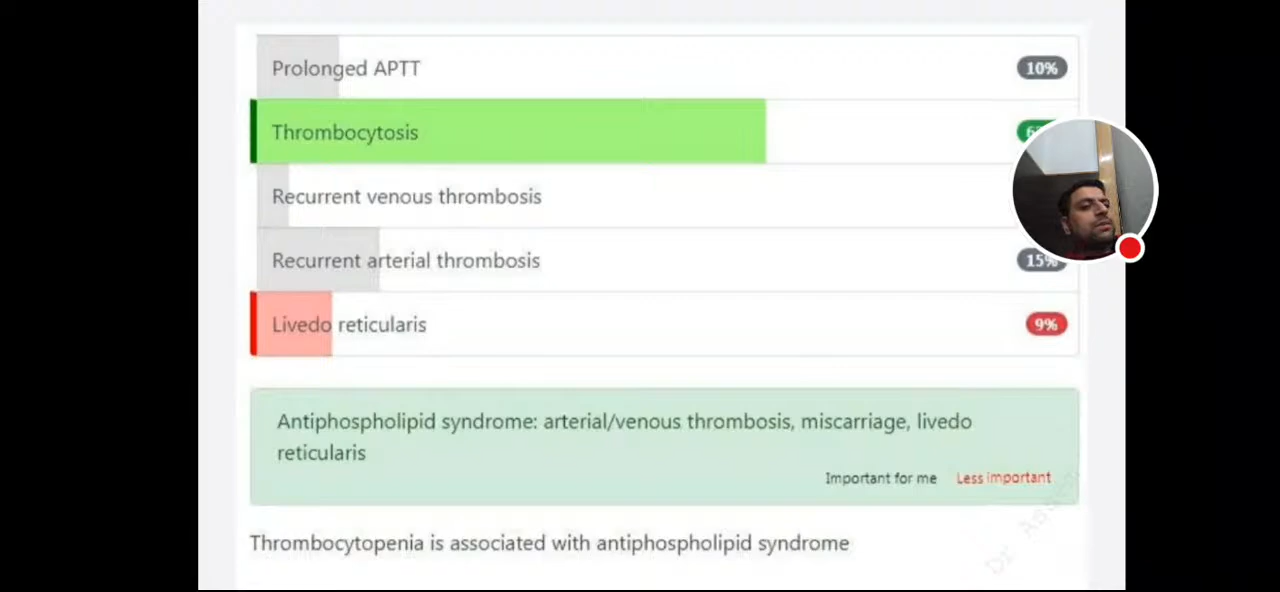 Prolonged APTT
10%
Thrombocytosis
Recurrent venous thrombosis
Recurrent arterial thrombosis
15%
Livedo reticularis
9%
Antiphospholipid syndrome: arterial/venous thrombosis, miscarriage, livedo
reticularis
Important for me Less important
Thrombocytopenia is associated with antiphospholipid syndrome
Dr